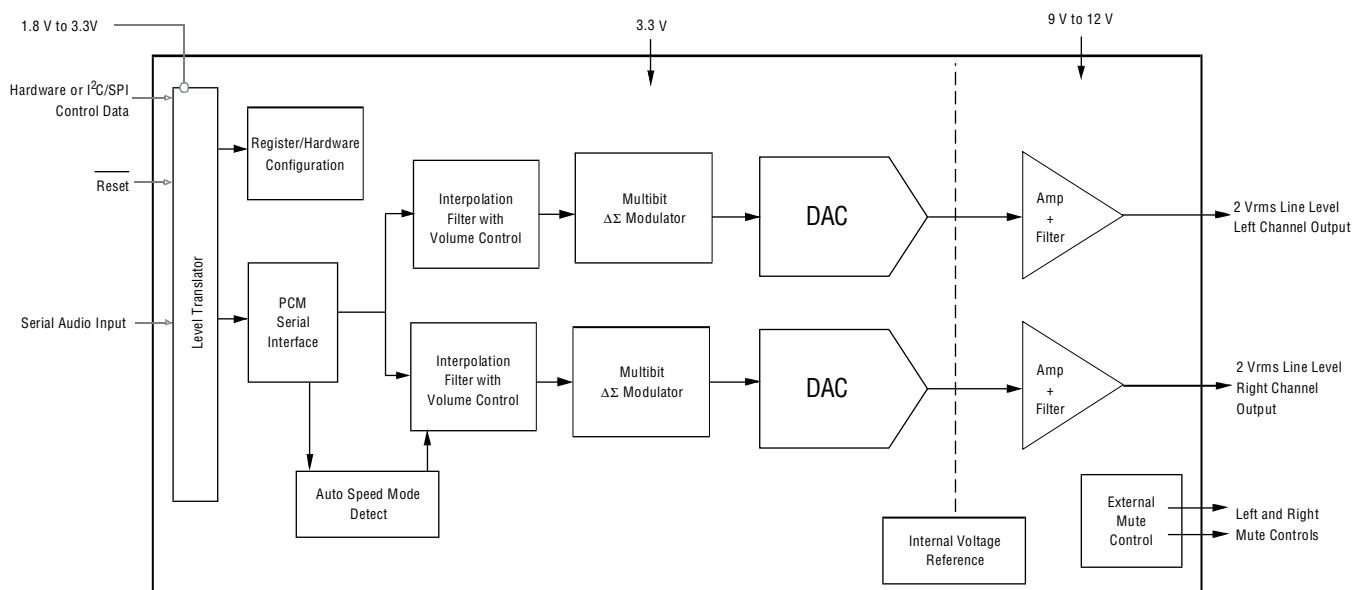 1.8 V to 3.3V
3.3 V
9 V to 12 V
Hardware or I²C/SPI
Control Data
Reset
Serial Audio Input
Level Translator
Register/Hardware
Configuration
PCM
Serial
Interface
Auto Speed Mode
Detect
Interpolation
Filter with
Volume Control
Multibit
ΔΣ Modulator
DAC
Amp
+
Filter
2 Vrms Line Level
Left Channel Output
Interpolation
Filter with
Volume Control
Multibit
ΔΣ Modulator
DAC
Amp
+
Filter
2 Vrms Line Level
Right Channel
Output
Internal Voltage
Reference
External
Mute
Control
Left and Right
Mute Controls